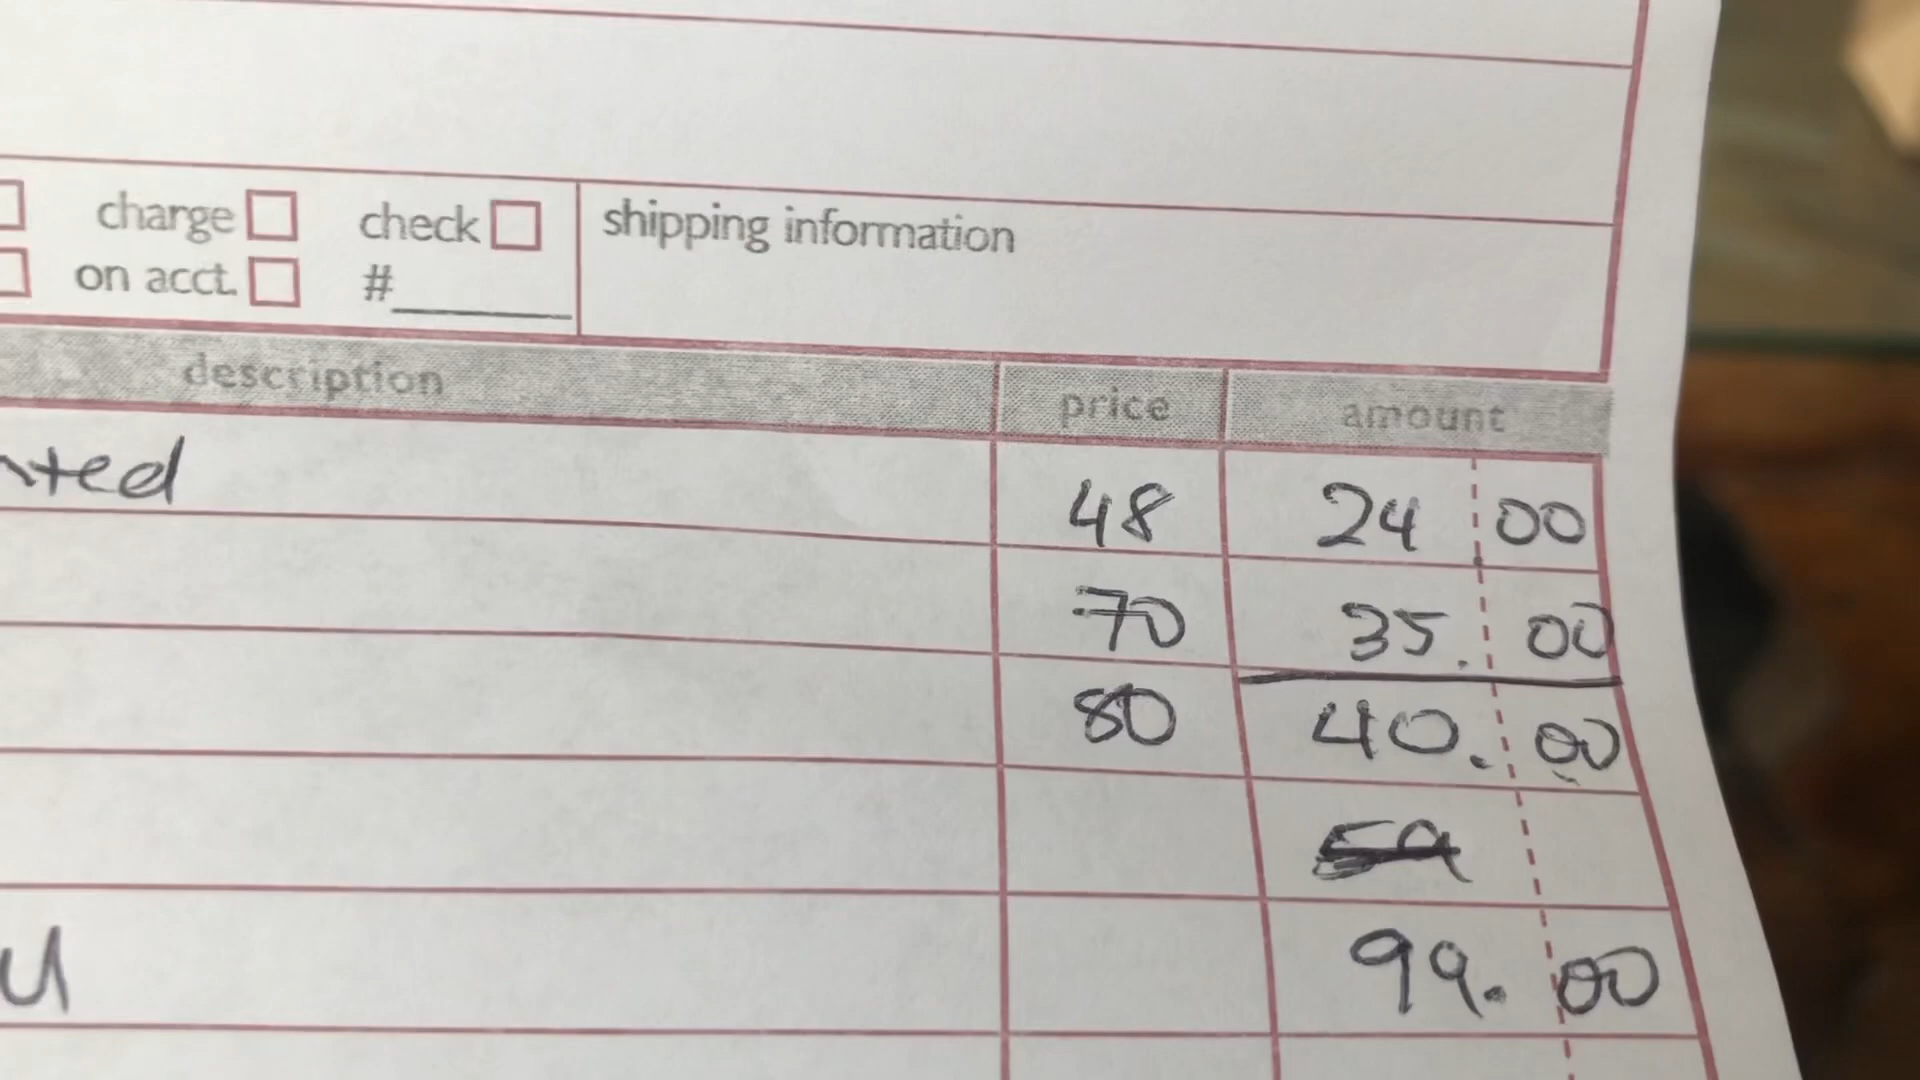 charge check shipping information
on acct. #
description price amount
48 24 00
70 35. 00
80 40. 00
59
99. 00